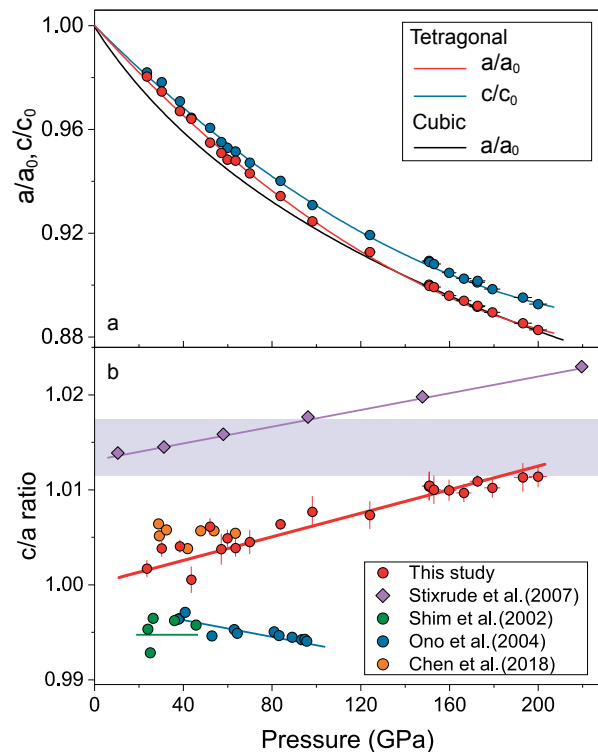 1.00
0.96
0.92
0.88
a/a₀, c/c₀
Tetragonal
a/a₀
c/c₀
Cubic
a/a₀
a
b
1.02
1.01
1.00
0.99
c/a ratio
This study
Stixrude et al.(2007)
Shim et al.(2002)
Ono et al.(2004)
Chen et al.(2018)
0 40 80 120 160 200
Pressure (GPa)